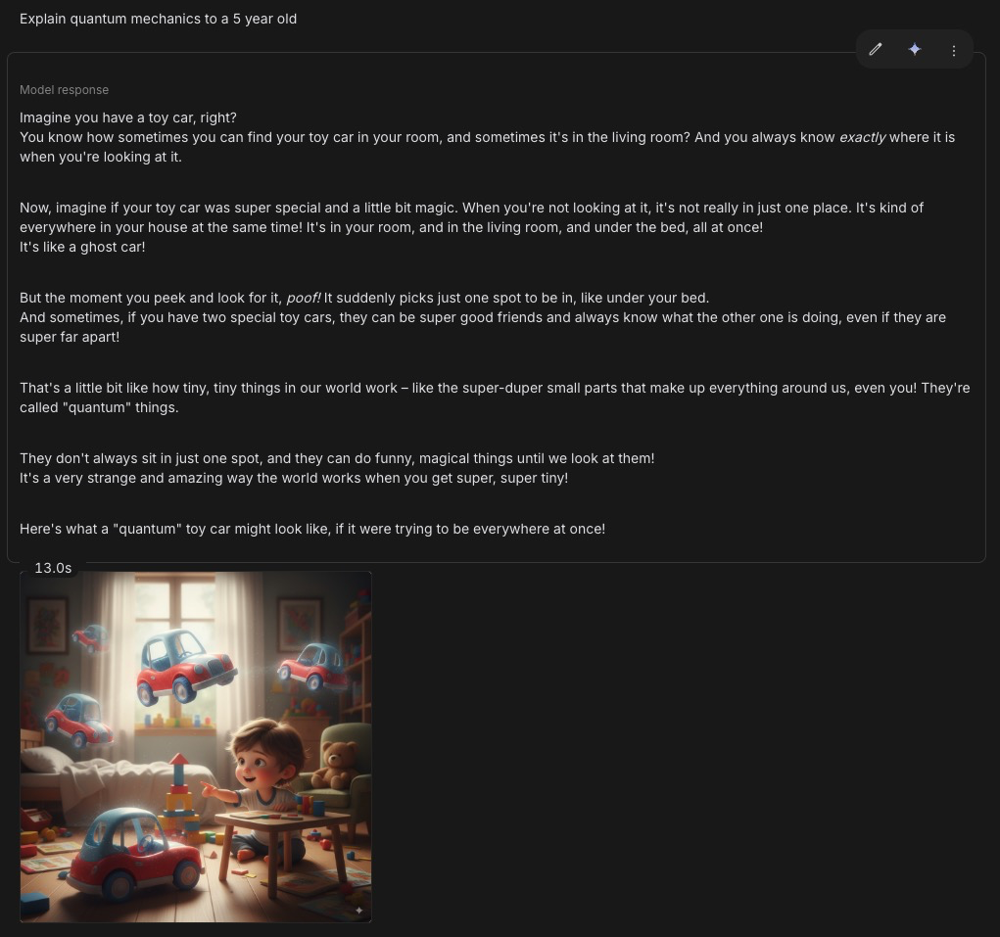 Explain quantum mechanics to a 5 year old
Model response
Imagine you have a toy car, right?
You know how sometimes you can find your toy car in your room, and sometimes it's in the living room? And you always know exactly where it is
when you're looking at it.
Now, imagine if your toy car was super special and a little bit magic. When you're not looking at it, it's not really in just one place. It's kind of
everywhere in your house at the same time! It's in your room, and in the living room, and under the bed, all at once!
It's like a ghost car!
But the moment you peek and look for it, poof! It suddenly picks just one spot to be in, like under your bed.
And sometimes, if you have two special toy cars, they can be super good friends and always know what the other one is doing, even if they are
super far apart!
That's a little bit like how tiny, tiny things in our world work – like the super-duper small parts that make up everything around us, even you! They're
called "quantum" things.
They don't always sit in just one spot, and they can do funny, magical things until we look at them!
It's a very strange and amazing way the world works when you get super, super tiny!
Here's what a "quantum" toy car might look like, if it were trying to be everywhere at once!
13.0s